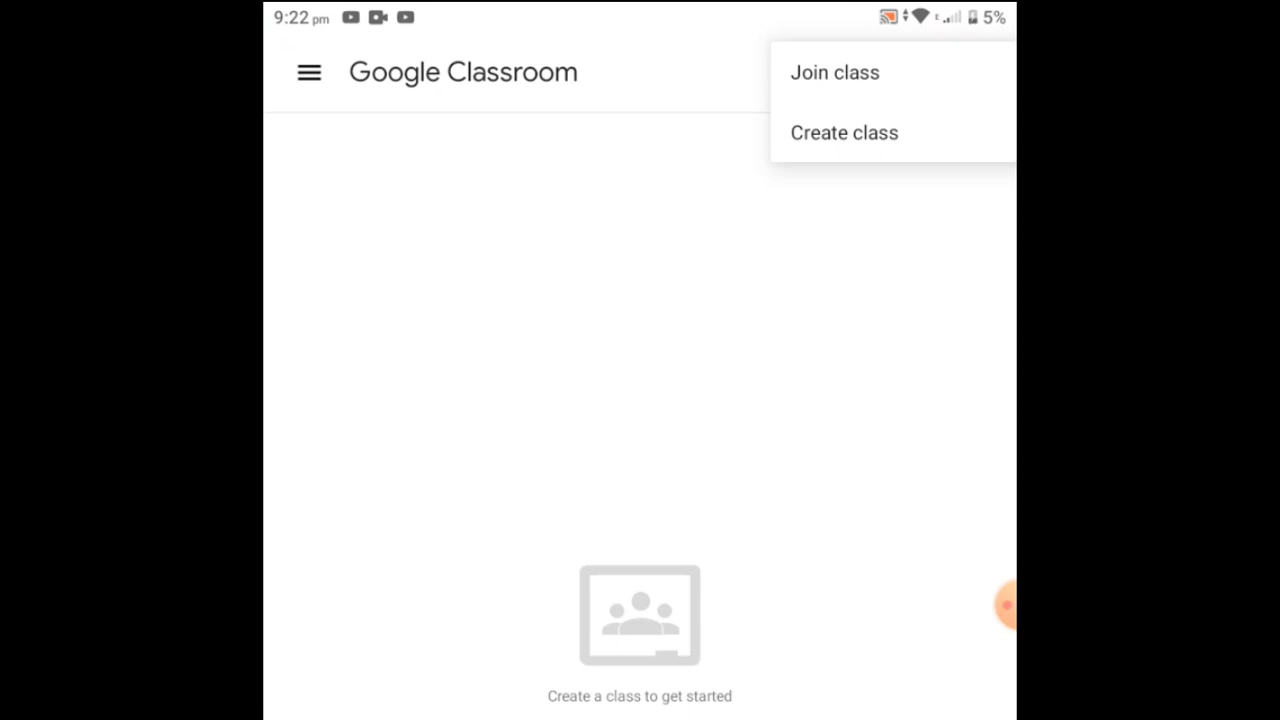 9:22 pm E 5%
Google Classroom
Join class
Create class
Create a class to get started